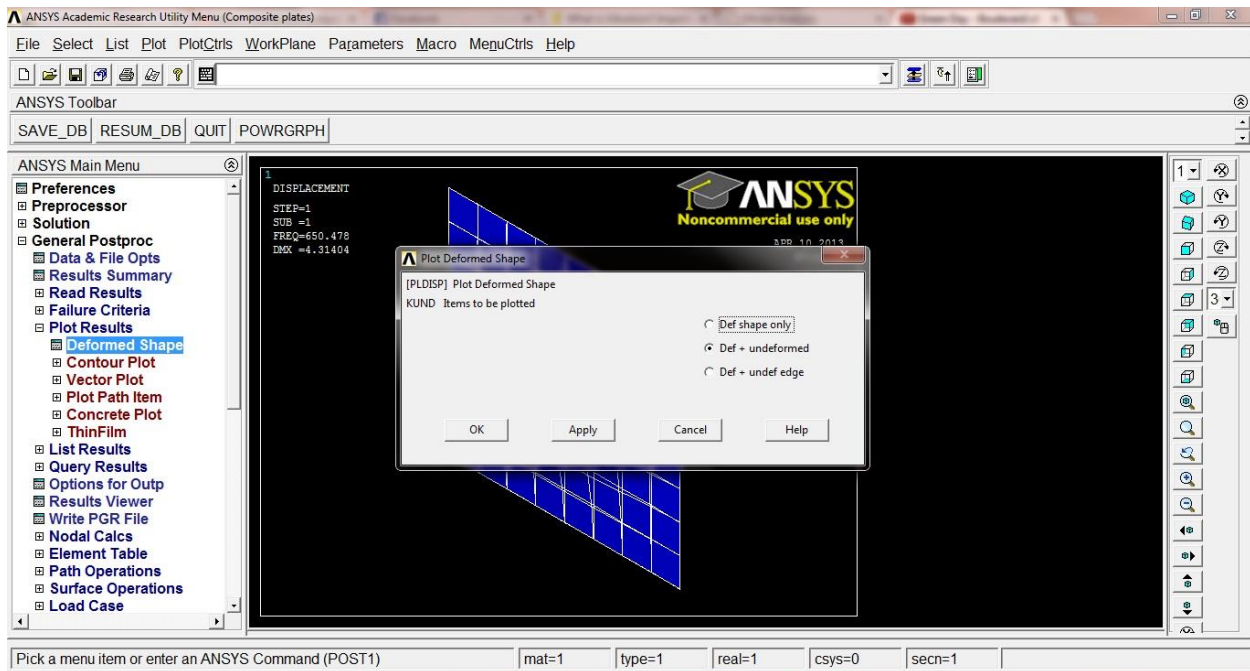 ANSYS Academic Research Utility Menu (Composite plates)
File Select List Plot PlotCtrls WorkPlane Parameters Macro MenuCtrls Help
ANSYS Toolbar
SAVE_DB RESUM_DB QUIT POWRGRPH
ANSYS Main Menu
Preferences
Preprocessor
Solution
General Postproc
Data & File Opts
Results Summary
Read Results
Failure Criteria
Plot Results
Deformed Shape
Contour Plot
Vector Plot
Plot Path Item
Concrete Plot
ThinFilm
List Results
Query Results
Options for Outp
Results Viewer
Write PGR File
Nodal Calcs
Element Table
Path Operations
Surface Operations
Load Case
1
DISPLACEMENT
STEP=1
SUB =1
FREQ=650.478
DMX =4.31404
ANSYS
Noncommercial use only
APR 10 2013
Plot Deformed Shape
[PLDISP] Plot Deformed Shape
KUND Items to be plotted
Def shape only
Def + undeformed
Def + undef edge
OK Apply Cancel Help
1
3
Pick a menu item or enter an ANSYS Command (POST1) mat=1 type=1 real=1 csys=0 secn=1